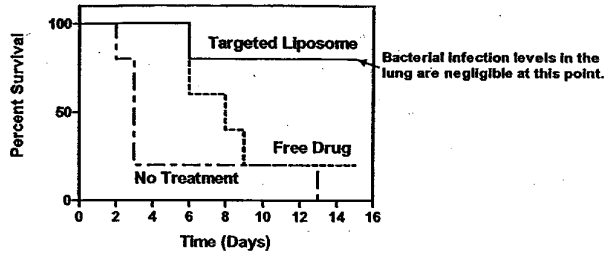 Percent Survival
100
50
0
Targeted Liposome
Bacterial infection levels in the
lung are negligible at this point.
Free Drug
No Treatment
0 2 4 6 8 10 12 14 16
Time (Days)